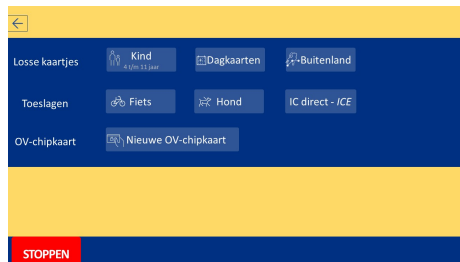 Losse kaartjes Kind Dagkaarten Buitenland
4 t/m 11 jaar
Toeslagen Fiets Hond IC direct - ICE
OV-chipkaart Nieuwe OV-chipkaart
STOPPEN